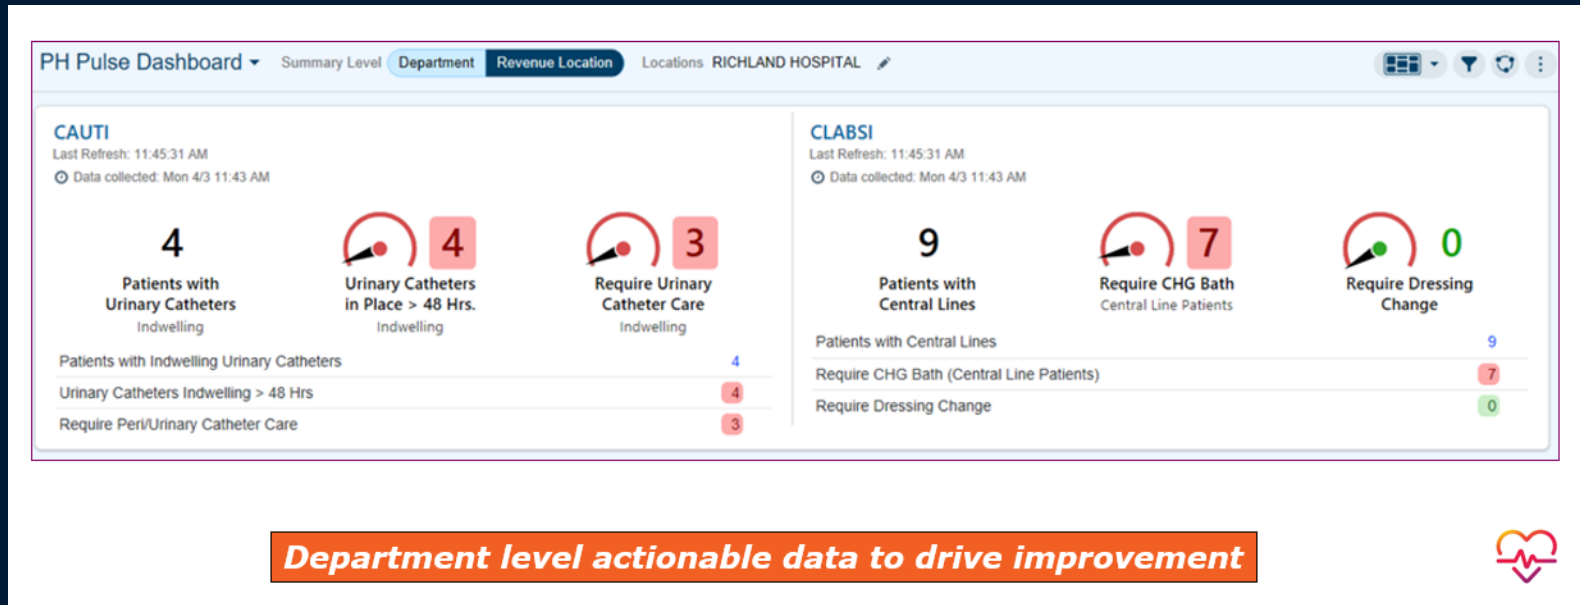 PH Pulse Dashboard
Summary Level Department Revenue Location
Locations RICHLAND HOSPITAL
CAUTI
Last Refresh: 11:45:31 AM
Data collected: Mon 4/3 11:43 AM
4
Patients with
Urinary Catheters
Indwelling
4
Urinary Catheters
in Place > 48 Hrs.
Indwelling
3
Require Urinary
Catheter Care
Indwelling
Patients with Indwelling Urinary Catheters 4
Urinary Catheters Indwelling > 48 Hrs 4
Require Peri/Urinary Catheter Care 3
CLABSI
Last Refresh: 11:45:31 AM
Data collected: Mon 4/3 11:43 AM
9
Patients with
Central Lines
7
Require CHG Bath
Central Line Patients
0
Require Dressing
Change
Patients with Central Lines 9
Require CHG Bath (Central Line Patients) 7
Require Dressing Change 0
Department level actionable data to drive improvement